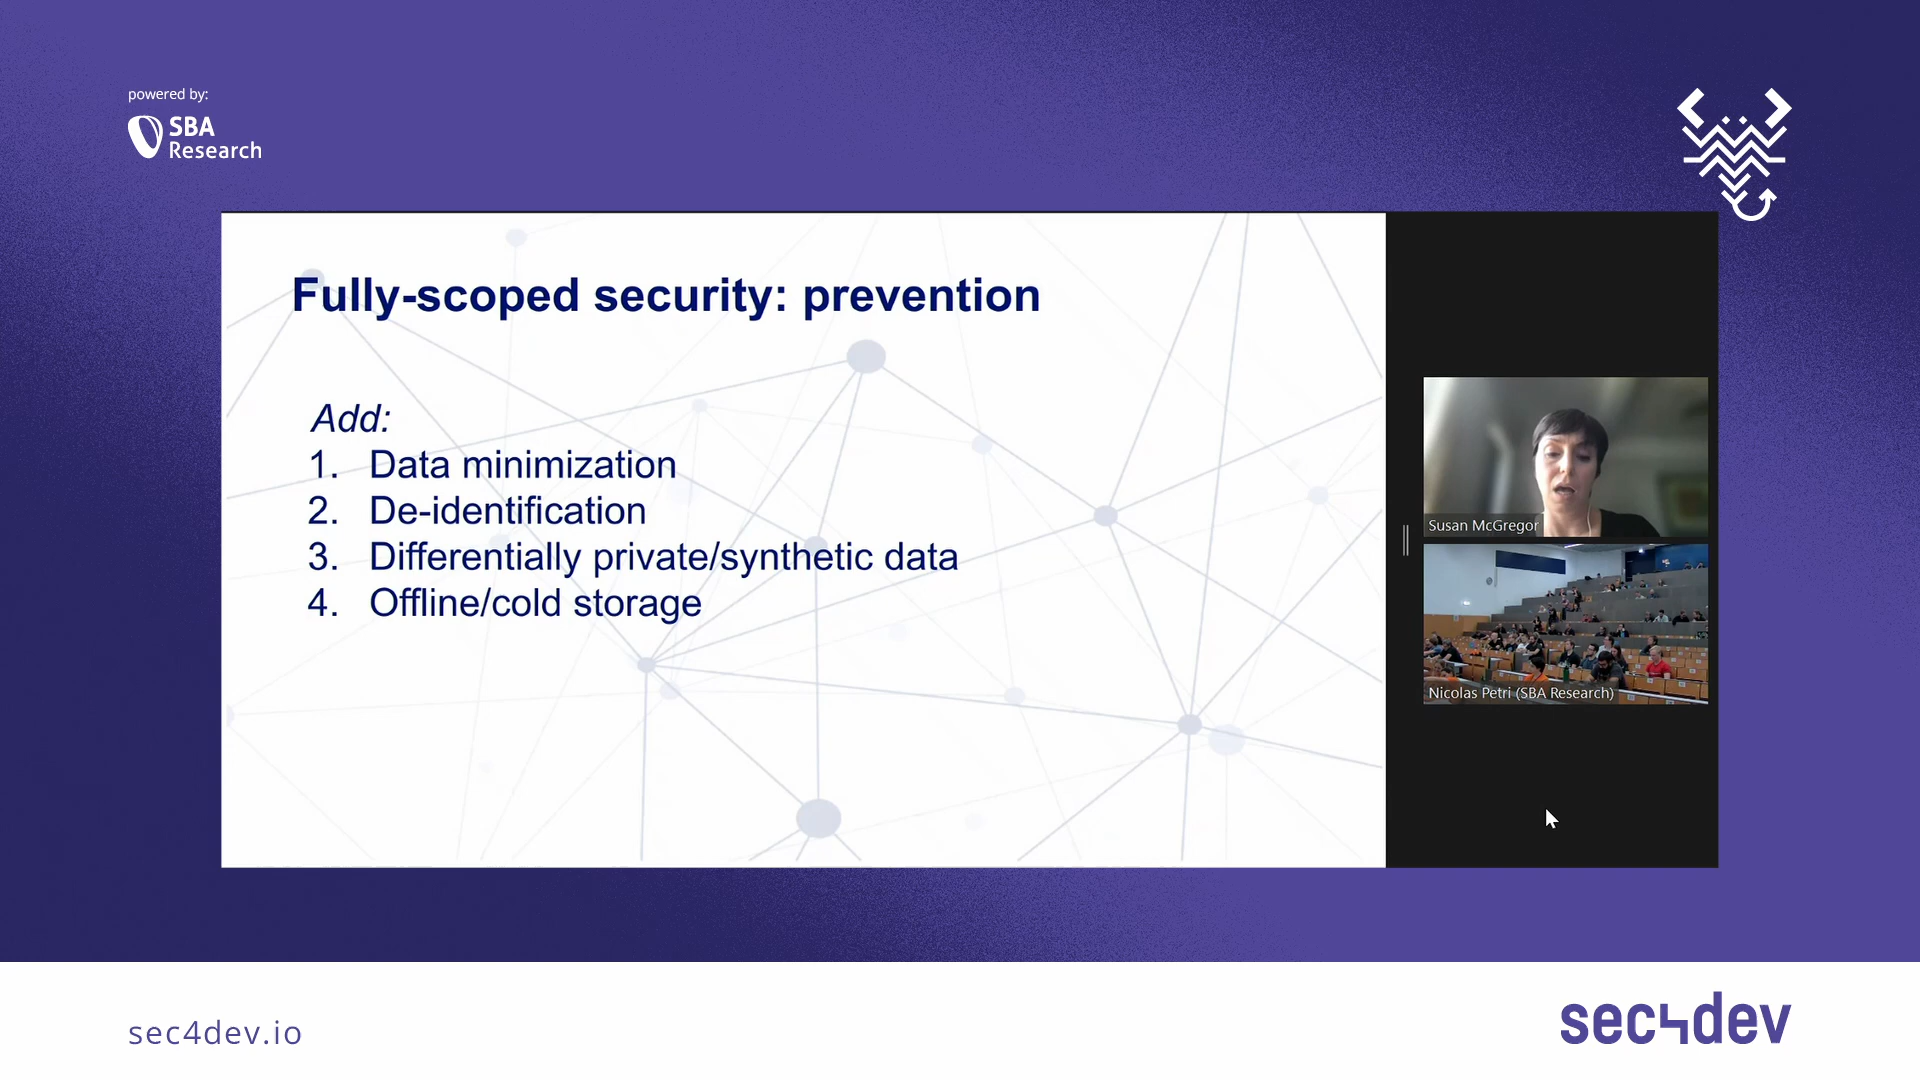 powered by:
SBA
Research
Fully-scoped security: prevention
Add:
1. Data minimization
2. De-identification
3. Differentially private/synthetic data
4. Offline/cold storage
Susan McGregor
Nicolas Petri (SBA Research)
sec4dev.io
sec4dev